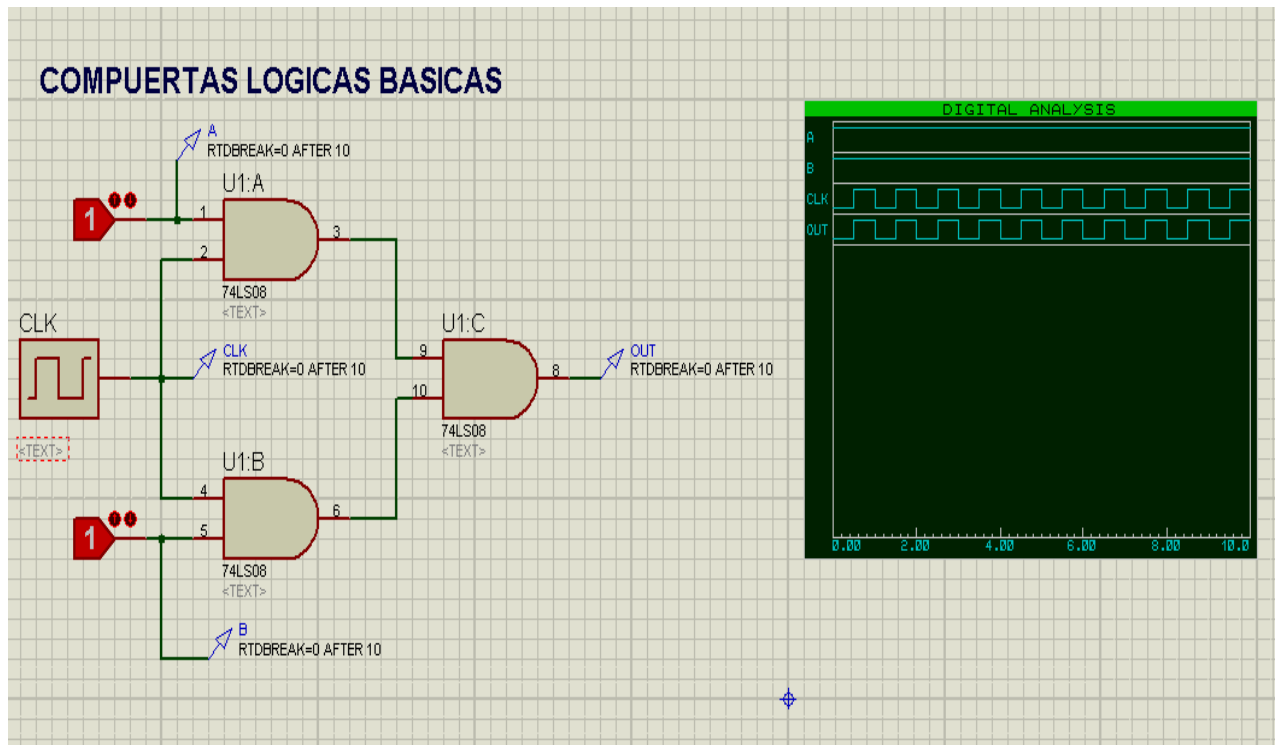 COMPUERTAS LOGICAS BASICAS
A
RTDBREAK=0 AFTER 10
U1:A
1
1
2
3
74LS08
<TEXT>
CLK
<TEXT>
CLK
RTDBREAK=0 AFTER 10
U1:C
9
10
8
74LS08
<TEXT>
OUT
RTDBREAK=0 AFTER 10
U1:B
4
1
5
6
74LS08
<TEXT>
B
RTDBREAK=0 AFTER 10
DIGITAL ANALYSIS
A
B
CLK
OUT
0.00 2.00 4.00 6.00 8.00 10.0